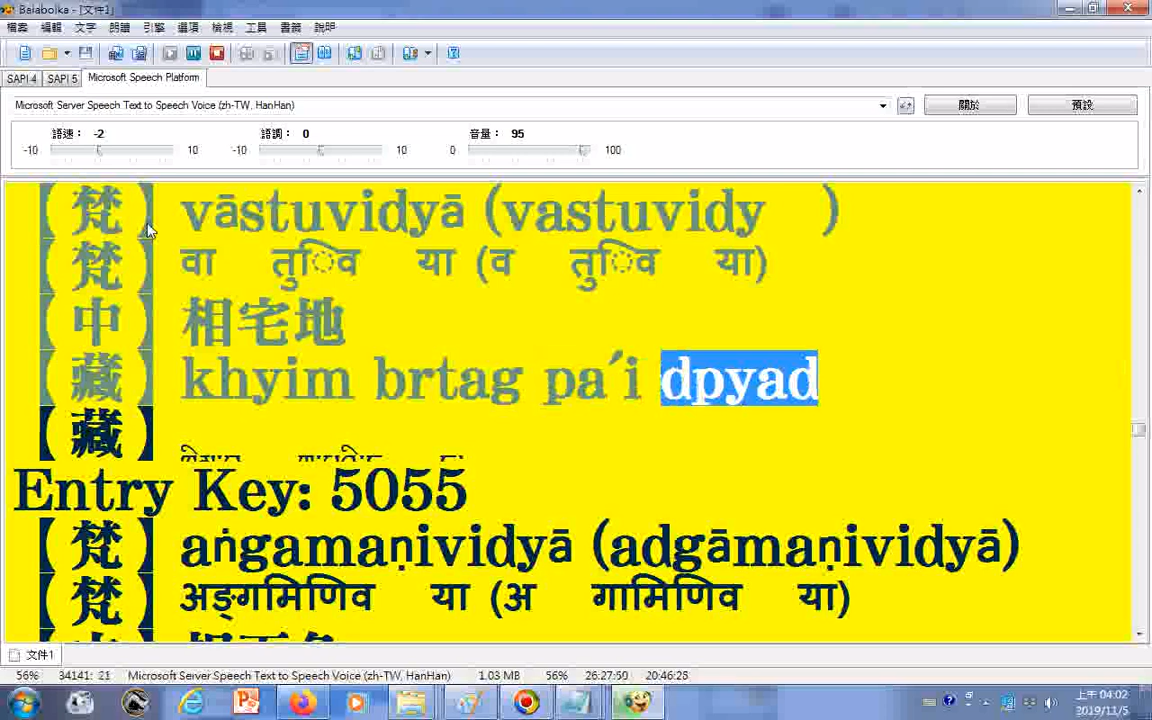 Balabolka - [文件1]
檔案 編輯 文字 朗讀 引擎 選項 檢視 工具 書籤 說明
SAPI 4 SAPI 5 Microsoft Speech Platform
Microsoft Server Speech Text to Speech Voice (zh-TW, HanHan) 關於 預設
語速： -2 語調： 0 音量： 95
-10 10 -10 10 0 100
【 梵 】 vāstuvidyā (vastuvidy )
【 梵 】 वा तुिव या (व तुिव या)
【 中 】 相宅地
【 藏 】 khyim brtag pa´i dpyad
【 藏 】
Entry Key: 5055
【 梵 】 aṅgamaṇividyā (adgāmaṇividyā)
【 梵 】 अङ्गमिणिव या (अ गामिणिव या)
文件1
56% 34141: 21 Microsoft Server Speech Text to Speech Voice (zh-TW, HanHan) 1.03 MB 56% 26:27:50 20:46:28
上午 04:02
2019/11/5